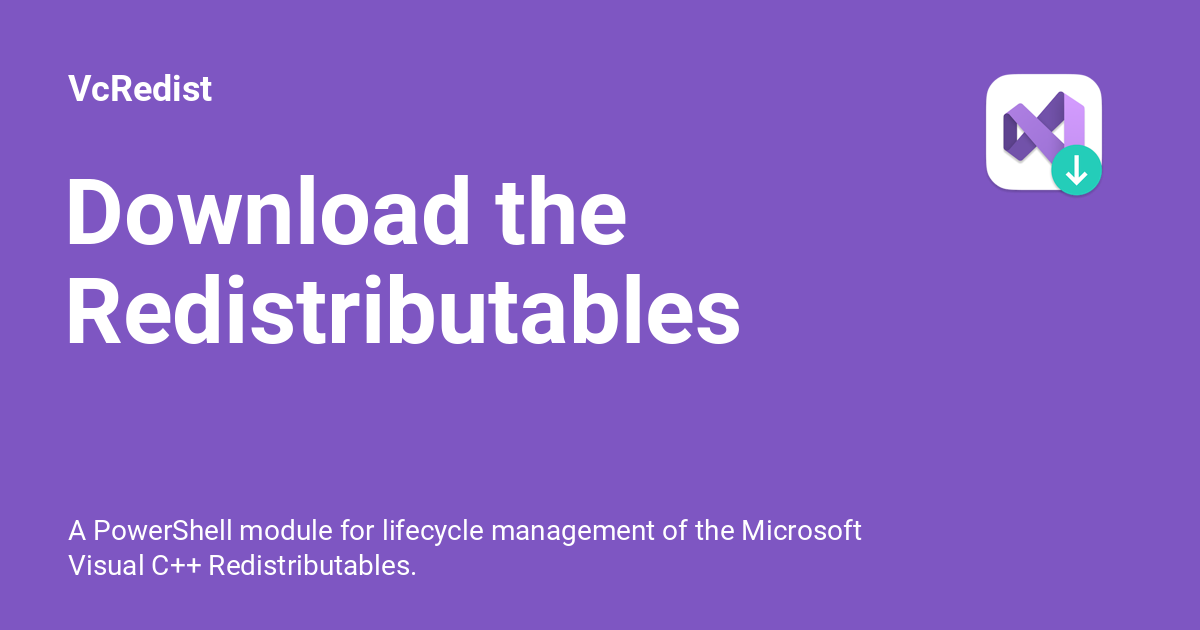 VcRedist
Download the
Redistributables
A PowerShell module for lifecycle management of the Microsoft
Visual C++ Redistributables.